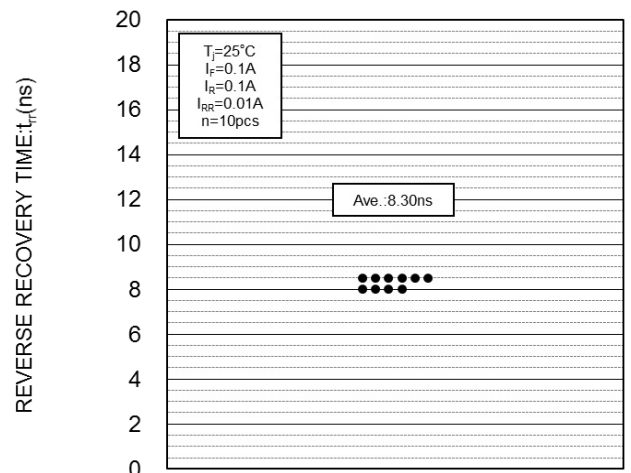 REVERSE RECOVERY TIME:trr(ns)
20
18
16
14
12
10
8
6
4
2
0
Tj=25°C
IF=0.1A
IR=0.1A
IRR=0.01A
n=10pcs
Ave.:8.30ns